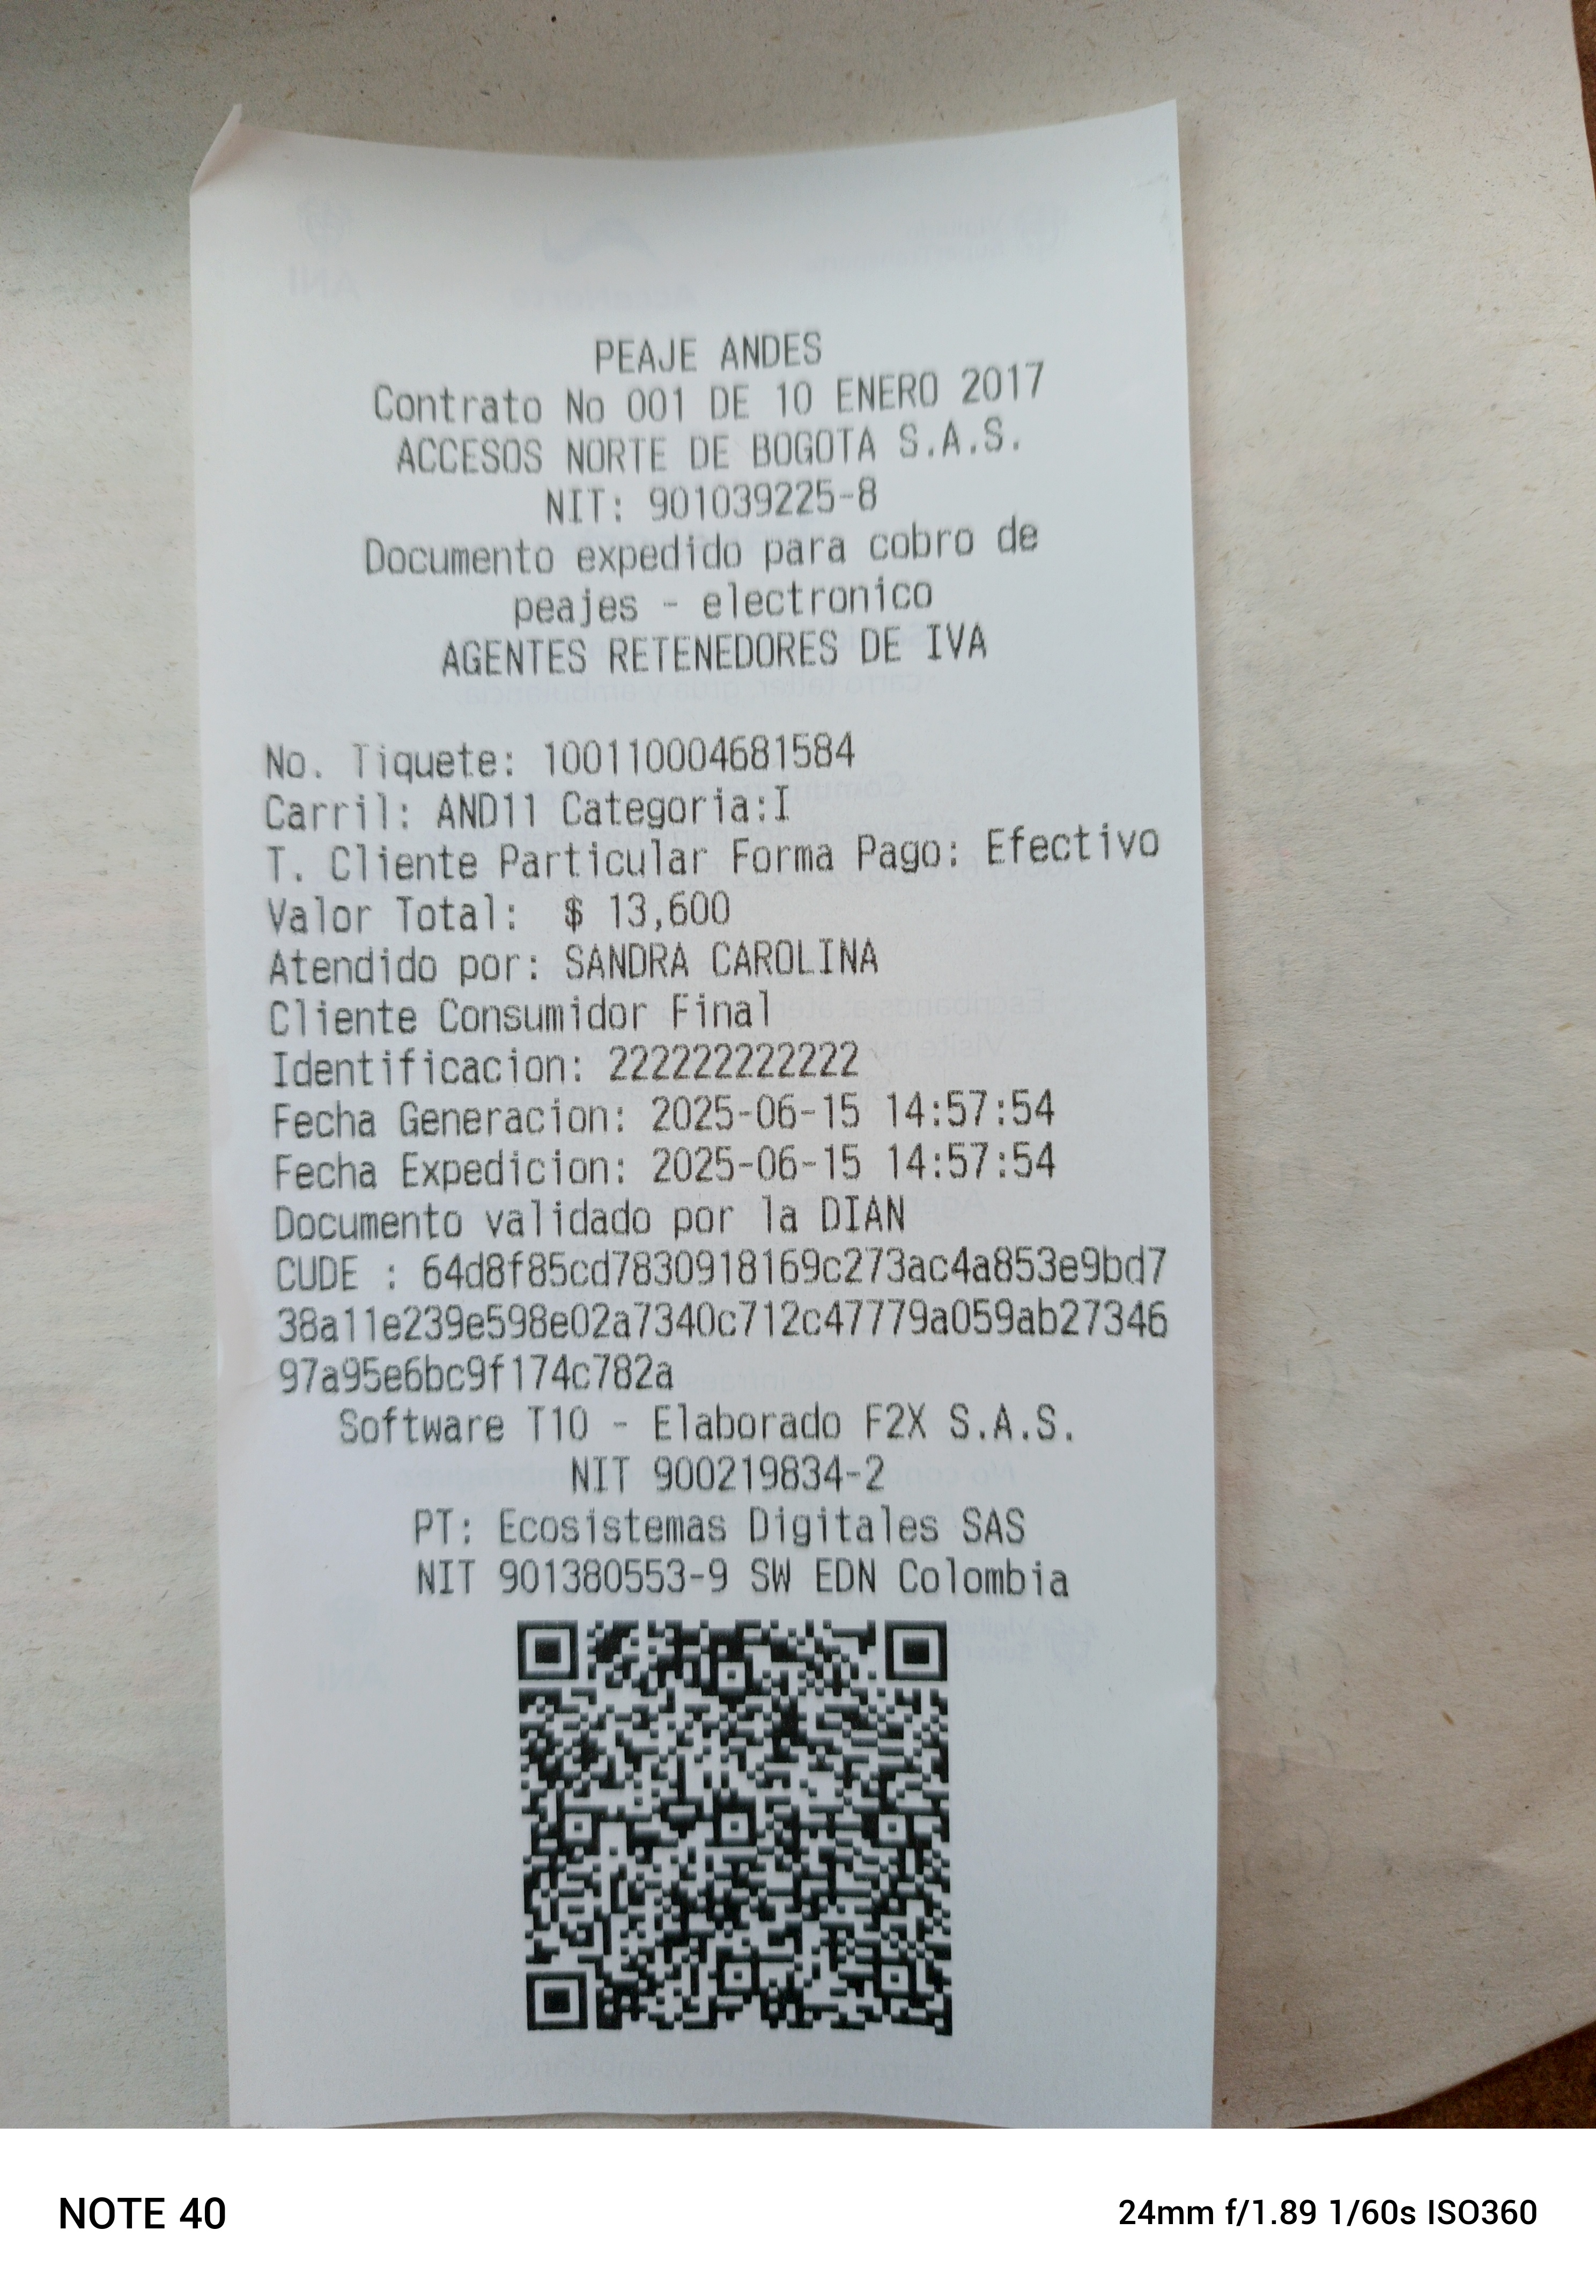 PEAJE ANDES
Contrato No 001 DE 10 ENERO 2017
ACCESOS NORTE DE BOGOTA S.A.S.
NIT: 901039225-8
Documento expedido para cobro de
peajes - electronico
AGENTES RETENEDORES DE IVA
No. Tiquete: 100110004681584
Carril: AND11 Categoria:I
T. Cliente Particular Forma Pago: Efectivo
Valor Total: $ 13,600
Atendido por: SANDRA CAROLINA
Cliente Consumidor Final
Identificacion: 222222222222
Fecha Generacion: 2025-06-15 14:57:54
Fecha Expedicion: 2025-06-15 14:57:54
Documento validado por la DIAN
CUDE : 64d8f85cd7830918169c273ac4a853e9bd7
38a11e239e598e02a7340c712c47779a059ab27346
97a95e6bc9f174c782a
Software T10 - Elaborado F2X S.A.S.
NIT 900219834-2
PT: Ecosistemas Digitales SAS
NIT 901380553-9 SW EDN Colombia
NOTE 40
24mm f/1.89 1/60s ISO360